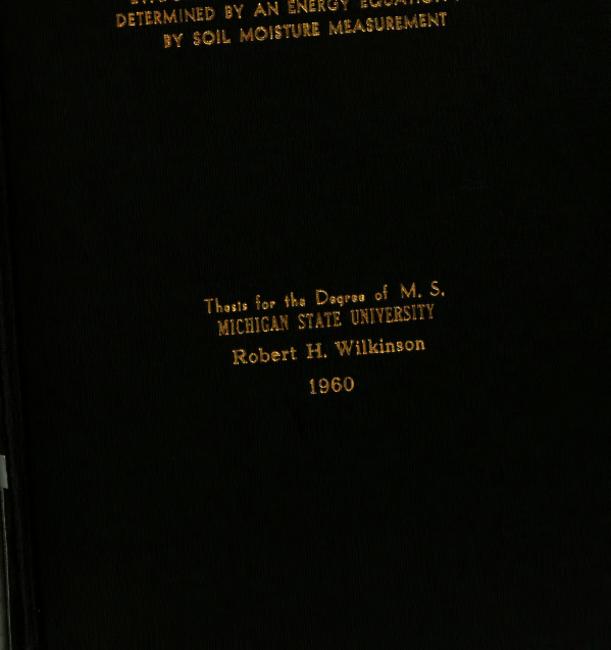 DETERMINED BY AN ENERGY EQUATION
BY SOIL MOISTURE MEASUREMENT
Thesis for the Degree of M. S.
MICHIGAN STATE UNIVERSITY
Robert H. Wilkinson
1960